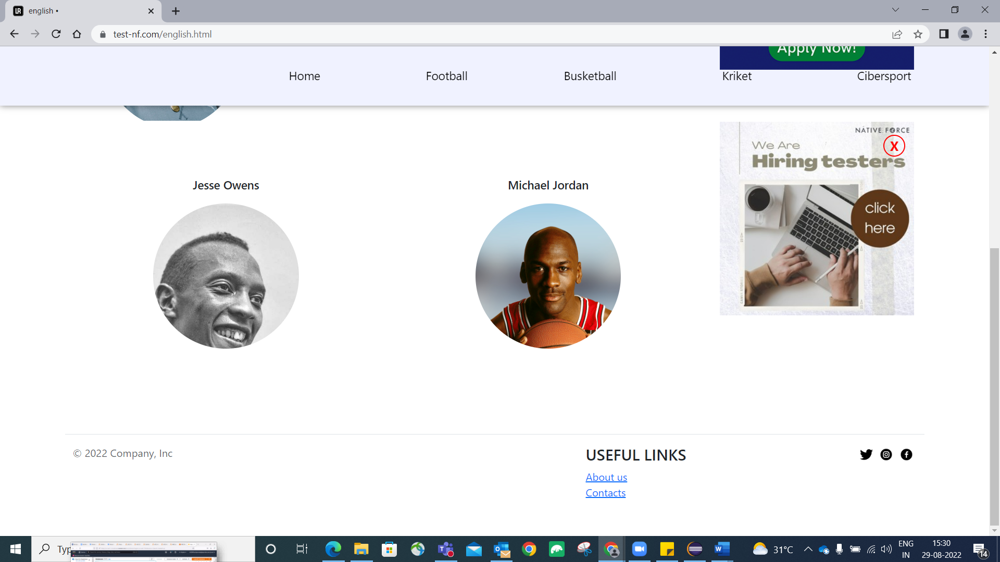 english •
test-nf.com/english.html
Apply Now!
Home
Football
Busketball
Kriket
Cibersport
NATIVE FORCE
We Are
X
Hiring testers
click
here
Jesse Owens
Michael Jordan
© 2022 Company, Inc
USEFUL LINKS
About us
Contacts
Typ
31°C
ENG
IN
15:30
29-08-2022
14